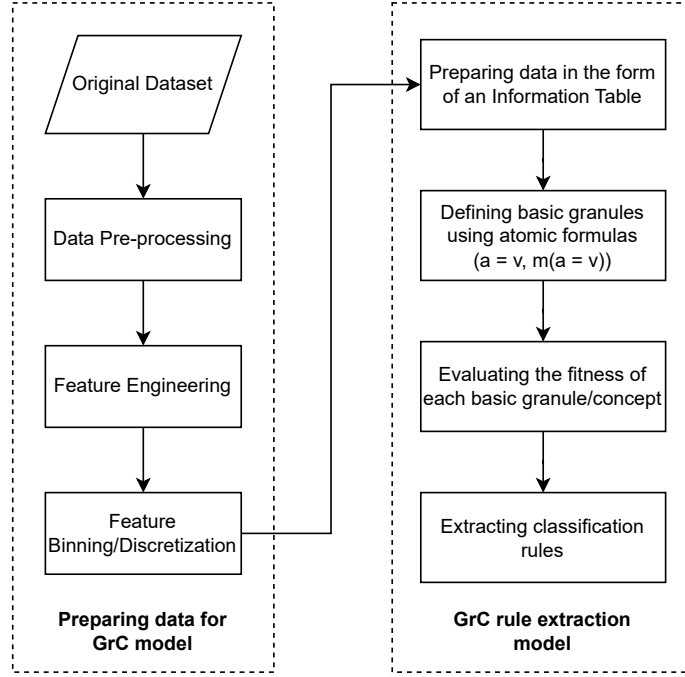 Original Dataset
Data Pre-processing
Feature Engineering
Feature
Binning/Discretization
Preparing data for
GrC model
Preparing data in the form
of an Information Table
Defining basic granules
using atomic formulas
(a = v, m(a = v))
Evaluating the fitness of
each basic granule/concept
Extracting classification
rules
GrC rule extraction
model